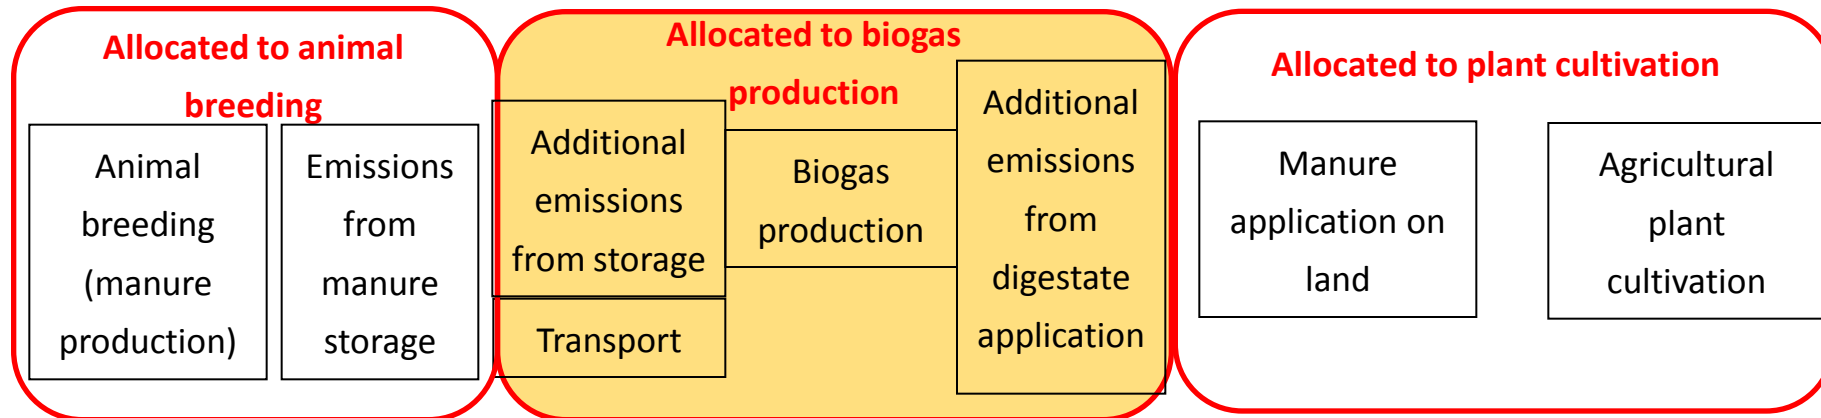 Allocated to animal
breeding
Animal
breeding
(manure
production)
Emissions
from
manure
storage
Allocated to biogas
production
Additional
emissions
from storage
Transport
Biogas
production
Additional
emissions
from
digestate
application
Allocated to plant cultivation
Manure
application on
land
Agricultural
plant
cultivation